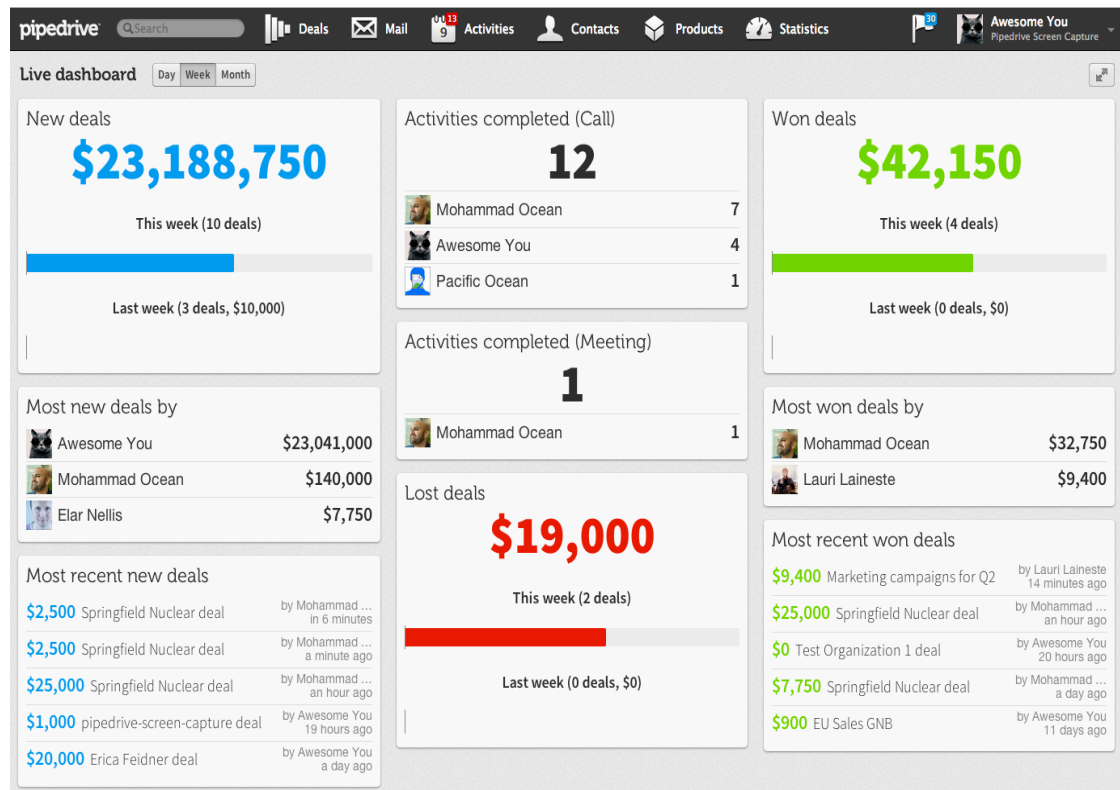 pipedrive
Search
Deals
Mail
13
9
Activities
Contacts
Products
Statistics
30
Awesome You
Pipedrive Screen Capture
Live dashboard
Day Week Month
New deals
$23,188,750
This week (10 deals)
Last week (3 deals, $10,000)
Most new deals by
Awesome You $23,041,000
Mohammad Ocean $140,000
Elar Nellis $7,750
Most recent new deals
$2,500 Springfield Nuclear deal by Mohammad ...
in 6 minutes
$2,500 Springfield Nuclear deal by Mohammad ...
a minute ago
$25,000 Springfield Nuclear deal by Mohammad ...
an hour ago
$1,000 pipedrive-screen-capture deal by Awesome You
19 hours ago
$20,000 Erica Feidner deal by Awesome You
a day ago
Activities completed (Call)
12
Mohammad Ocean 7
Awesome You 4
Pacific Ocean 1
Activities completed (Meeting)
1
Mohammad Ocean 1
Lost deals
$19,000
This week (2 deals)
Last week (0 deals, $0)
Won deals
$42,150
This week (4 deals)
Last week (0 deals, $0)
Most won deals by
Mohammad Ocean $32,750
Lauri Laineste $9,400
Most recent won deals
$9,400 Marketing campaigns for Q2 by Lauri Laineste
14 minutes ago
$25,000 Springfield Nuclear deal by Mohammad ...
an hour ago
$0 Test Organization 1 deal by Awesome You
20 hours ago
$7,750 Springfield Nuclear deal by Mohammad ...
a day ago
$900 EU Sales GNB by Awesome You
11 days ago